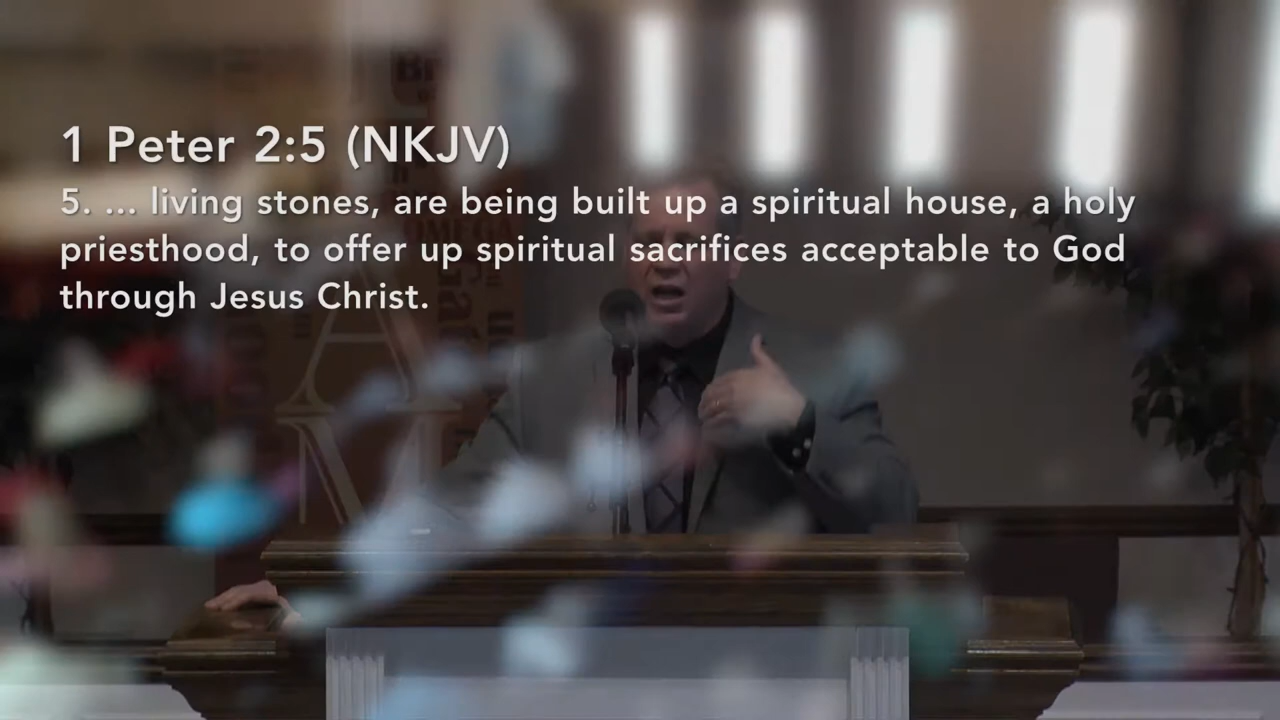 1 Peter 2:5 (NKJV)
5. ... living stones, are being built up a spiritual house, a holy
priesthood, to offer up spiritual sacrifices acceptable to God
through Jesus Christ.
I
A
M